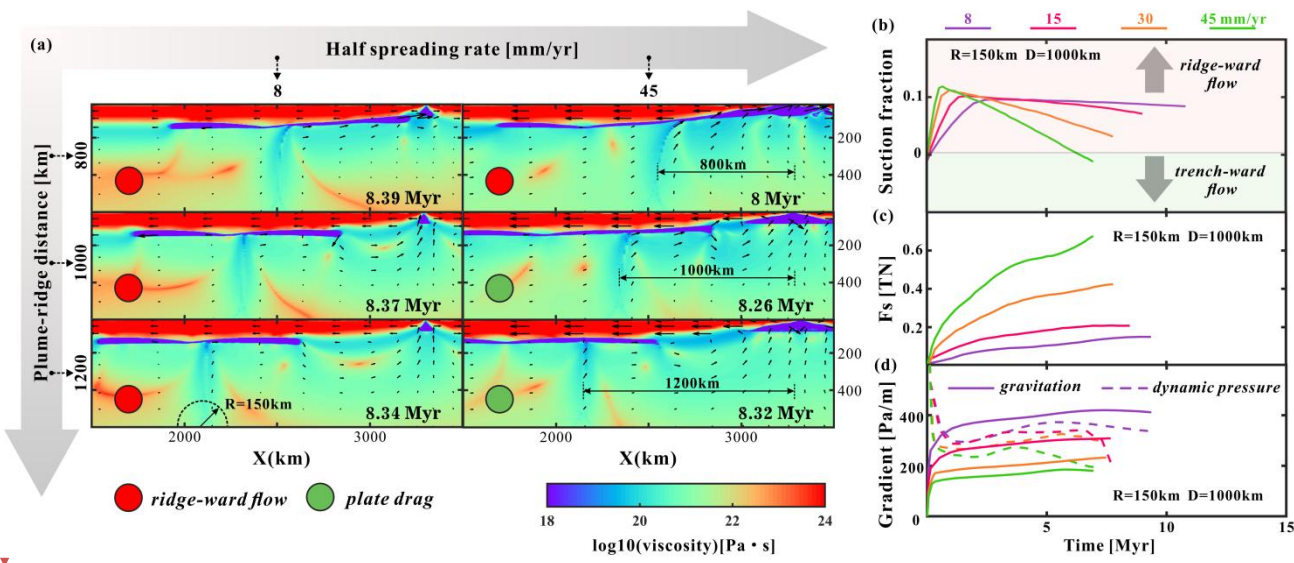 (a)
Half spreading rate [mm/yr]
8
45
Plume-ridge distance [km]
800
1000
1200
8.39 Myr
800km
8 Myr
200
400
8.37 Myr
1000km
8.26 Myr
200
400
R=150km
8.34 Myr
1200km
8.32 Myr
200
400
2000
3000
2000
3000
X(km)
X(km)
ridge-ward flow
plate drag
18
20
22
24
log10(viscosity)[Pa • s]
(b)
8
15
30
45 mm/yr
R=150km D=1000km
ridge-ward
flow
Suction fraction
0.1
0
trench-ward
flow
(c)
R=150km D=1000km
Fs [TN]
0.6
0.4
0.2
(d)
gravitation
dynamic pressure
Gradient [Pa/m]
400
200
0
R=150km D=1000km
5
10
15
Time [Myr]